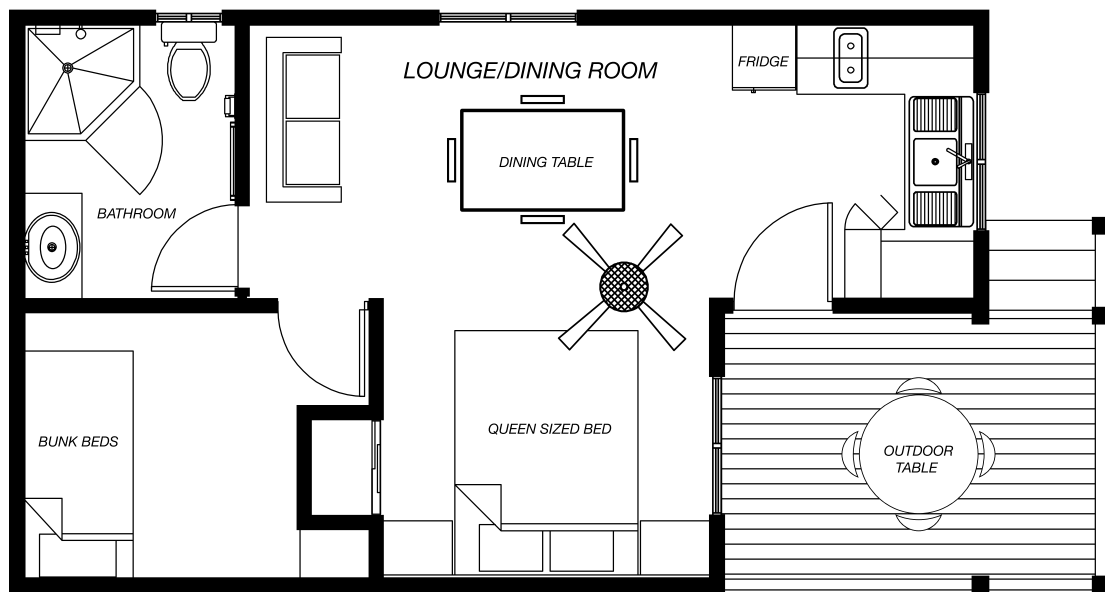 LOUNGE/DINING ROOM
FRIDGE
DINING TABLE
BATHROOM
BUNK BEDS
QUEEN SIZED BED
OUTDOOR
TABLE